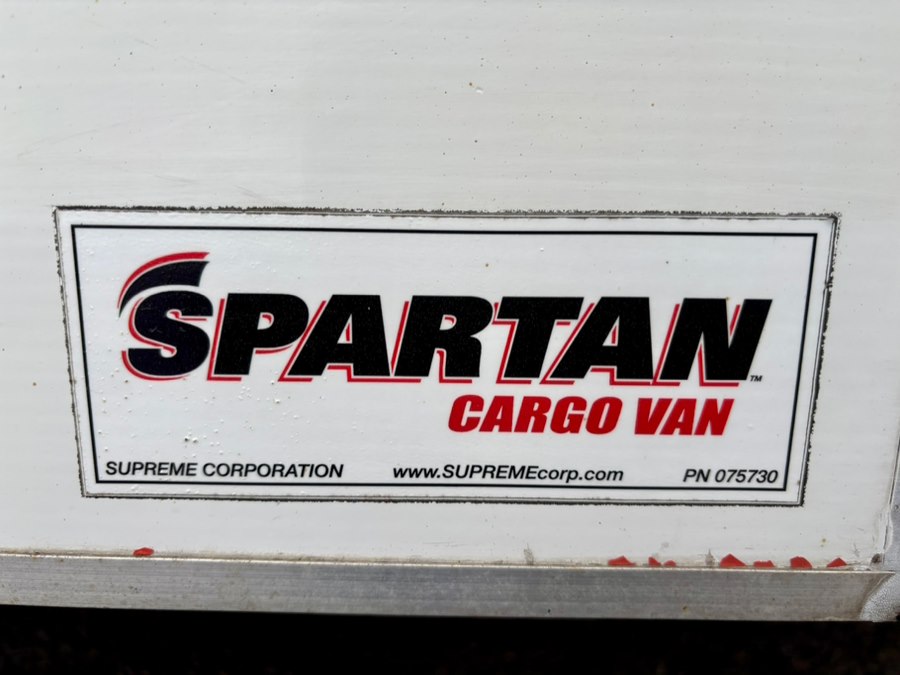 SPARTAN™
CARGO VAN
SUPREME CORPORATION www.SUPREMEcorp.com PN 075730